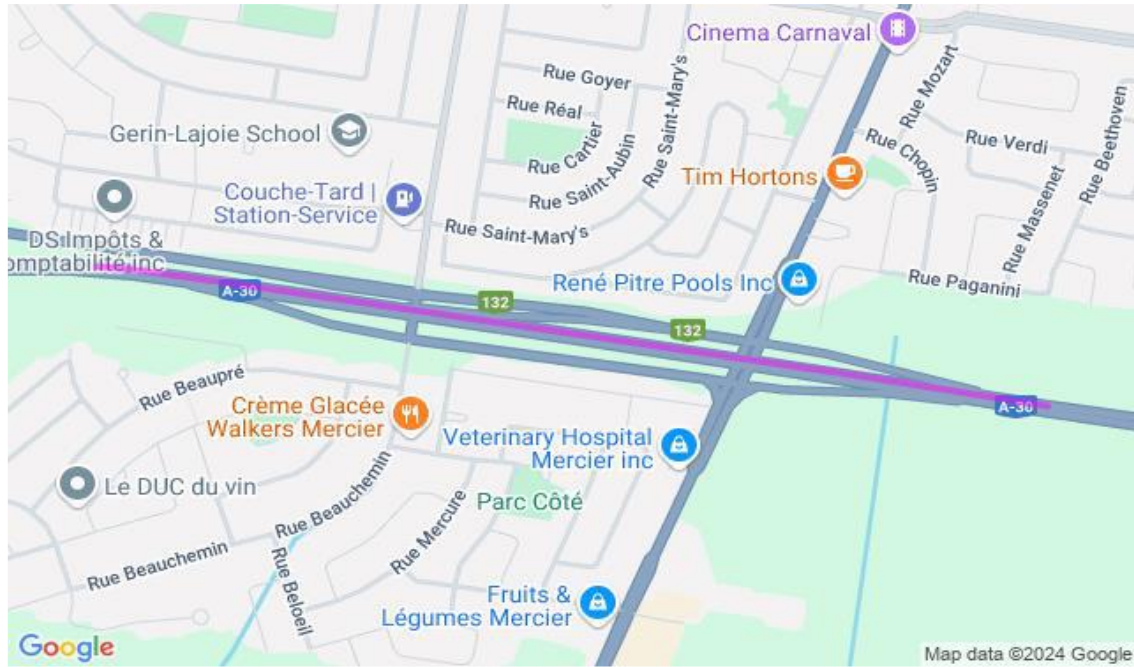 Cinema Carnaval
Rue Goyer
Rue Saint-Mary's
Rue Mozart
Rue Réal
Gerin-Lajoie School
Rue Verdi
Rue Beethoven
Rue Cartier
Rue Chopin
Tim Hortons
Couche-Tard |
Station-Service
Rue Saint-Aubin
Rue Massenet
Rue Saint-Mary's
DS Impôts &
omptabilité inc
René Pitre Pools Inc
Rue Paganini
A-30
132
132
Rue Beaupré
A-30
Crème Glacée
Walkers Mercier
Veterinary Hospital
Mercier inc
Le DUC du vin
Rue Beauchemin
Parc Côté
Rue Mercure
Rue Beauchemin
Rue Beloeil
Fruits &
Légumes Mercier
Google
Map data ©2024 Google